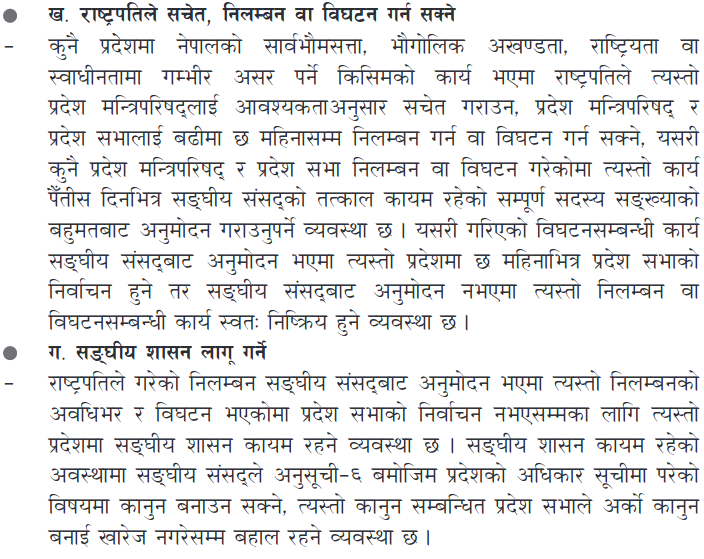 ● ख. राष्ट्रपतिले सचेत, निलम्बन वा विघटन गर्न सक्ने
– कुनै प्रदेशमा नेपालको सार्वभौमसत्ता, भौगोलिक अखण्डता, राष्ट्रियता वा
स्वाधीनतामा गम्भीर असर पर्ने किसिमको कार्य भएमा राष्ट्रपतिले त्यस्तो
प्रदेश मन्त्रिपरिषद्‌लाई आवश्यकताअनुसार सचेत गराउन, प्रदेश मन्त्रिपरिषद् र
प्रदेश सभालाई बढीमा छ महिनासम्म निलम्बन गर्न वा विघटन गर्न सक्ने, यसरी
कुनै प्रदेश मन्त्रिपरिषद् र प्रदेश सभा निलम्बन वा विघटन गरेकोमा त्यस्तो कार्य
पैँतीस दिनभित्र सङ्घीय संसद्‌को तत्काल कायम रहेको सम्पूर्ण सदस्य सङ्ख्याको
बहुमतबाट अनुमोदन गराउनुपर्ने व्यवस्था छ । यसरी गरिएको विघटनसम्बन्धी कार्य
सङ्घीय संसद्‌बाट अनुमोदन भएमा त्यस्तो प्रदेशमा छ महिनाभित्र प्रदेश सभाको
निर्वाचन हुने तर सङ्घीय संसद्‌बाट अनुमोदन नभएमा त्यस्तो निलम्बन वा
विघटनसम्बन्धी कार्य स्वतः निष्क्रिय हुने व्यवस्था छ ।
● ग. सङ्घीय शासन लागू गर्ने
– राष्ट्रपतिले गरेको निलम्बन सङ्घीय संसद्‌बाट अनुमोदन भएमा त्यस्तो निलम्बनको
अवधिभर र विघटन भएकोमा प्रदेश सभाको निर्वाचन नभएसम्मका लागि त्यस्तो
प्रदेशमा सङ्घीय शासन कायम रहने व्यवस्था छ । सङ्घीय शासन कायम रहेको
अवस्थामा सङ्घीय संसद्‌ले अनुसूची–६ बमोजिम प्रदेशको अधिकार सूचीमा परेको
विषयमा कानुन बनाउन सक्ने, त्यस्तो कानुन सम्बन्धित प्रदेश सभाले अर्को कानुन
बनाई खारेज नगरेसम्म बहाल रहने व्यवस्था छ ।